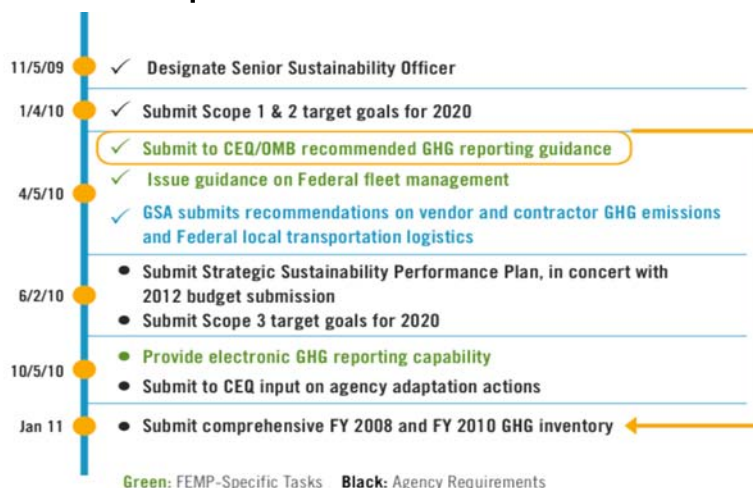 11/5/09 ✓ Designate Senior Sustainability Officer
1/4/10 ✓ Submit Scope 1 & 2 target goals for 2020
✓ Submit to CEQ/OMB recommended GHG reporting guidance
✓ Issue guidance on Federal fleet management
4/5/10
✓ GSA submits recommendations on vendor and contractor GHG emissions
and Federal local transportation logistics
• Submit Strategic Sustainability Performance Plan, in concert with
6/2/10 2012 budget submission
• Submit Scope 3 target goals for 2020
• Provide electronic GHG reporting capability
10/5/10
• Submit to CEQ input on agency adaptation actions
Jan 11 • Submit comprehensive FY 2008 and FY 2010 GHG inventory
Green: FEMP-Specific Tasks Black: Agency Requirements